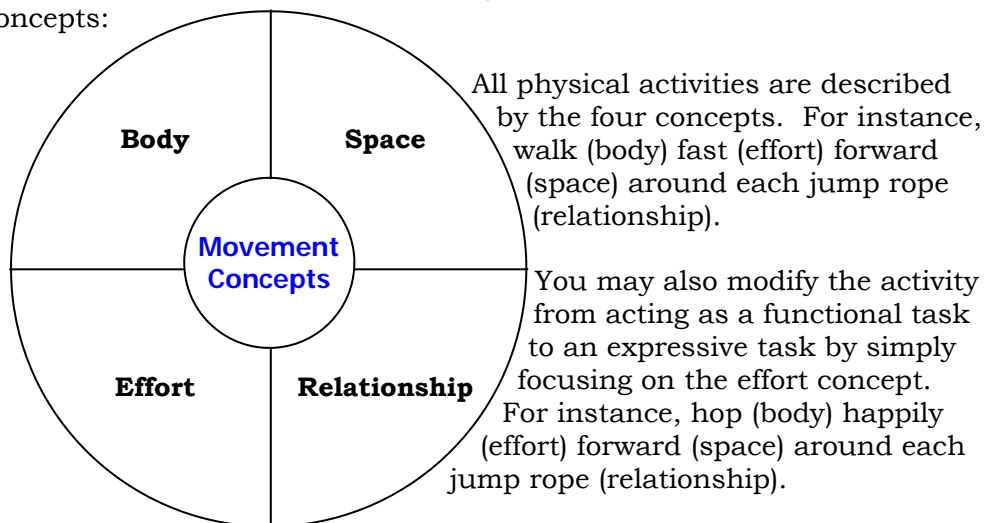 oncepts:
All physical activities are described
by the four concepts.  For instance,
walk (body) fast (effort) forward
(space) around each jump rope
(relationship).
Body
Space
Movement
Concepts
You may also modify the activity
from acting as a functional task
to an expressive task by simply
focusing on the effort concept.
For instance, hop (body) happily
(effort) forward (space) around each
jump rope (relationship).
Effort
Relationship